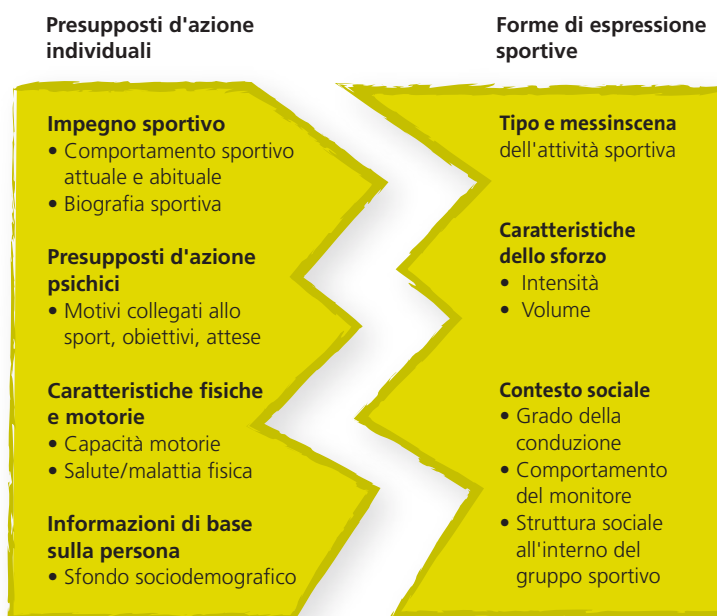 Presupposti d'azione
individuali
Impegno sportivo
• Comportamento sportivo
attuale e abituale
• Biografia sportiva
Presupposti d'azione
psichici
• Motivi collegati allo
sport, obiettivi, attese
Caratteristiche fisiche
e motorie
• Capacità motorie
• Salute/malattia fisica
Informazioni di base
sulla persona
• Sfondo sociodemografico
Forme di espressione
sportive
Tipo e messinscena
dell'attività sportiva
Caratteristiche
dello sforzo
• Intensità
• Volume
Contesto sociale
• Grado della
conduzione
• Comportamento
del monitore
• Struttura sociale
all'interno del
gruppo sportivo